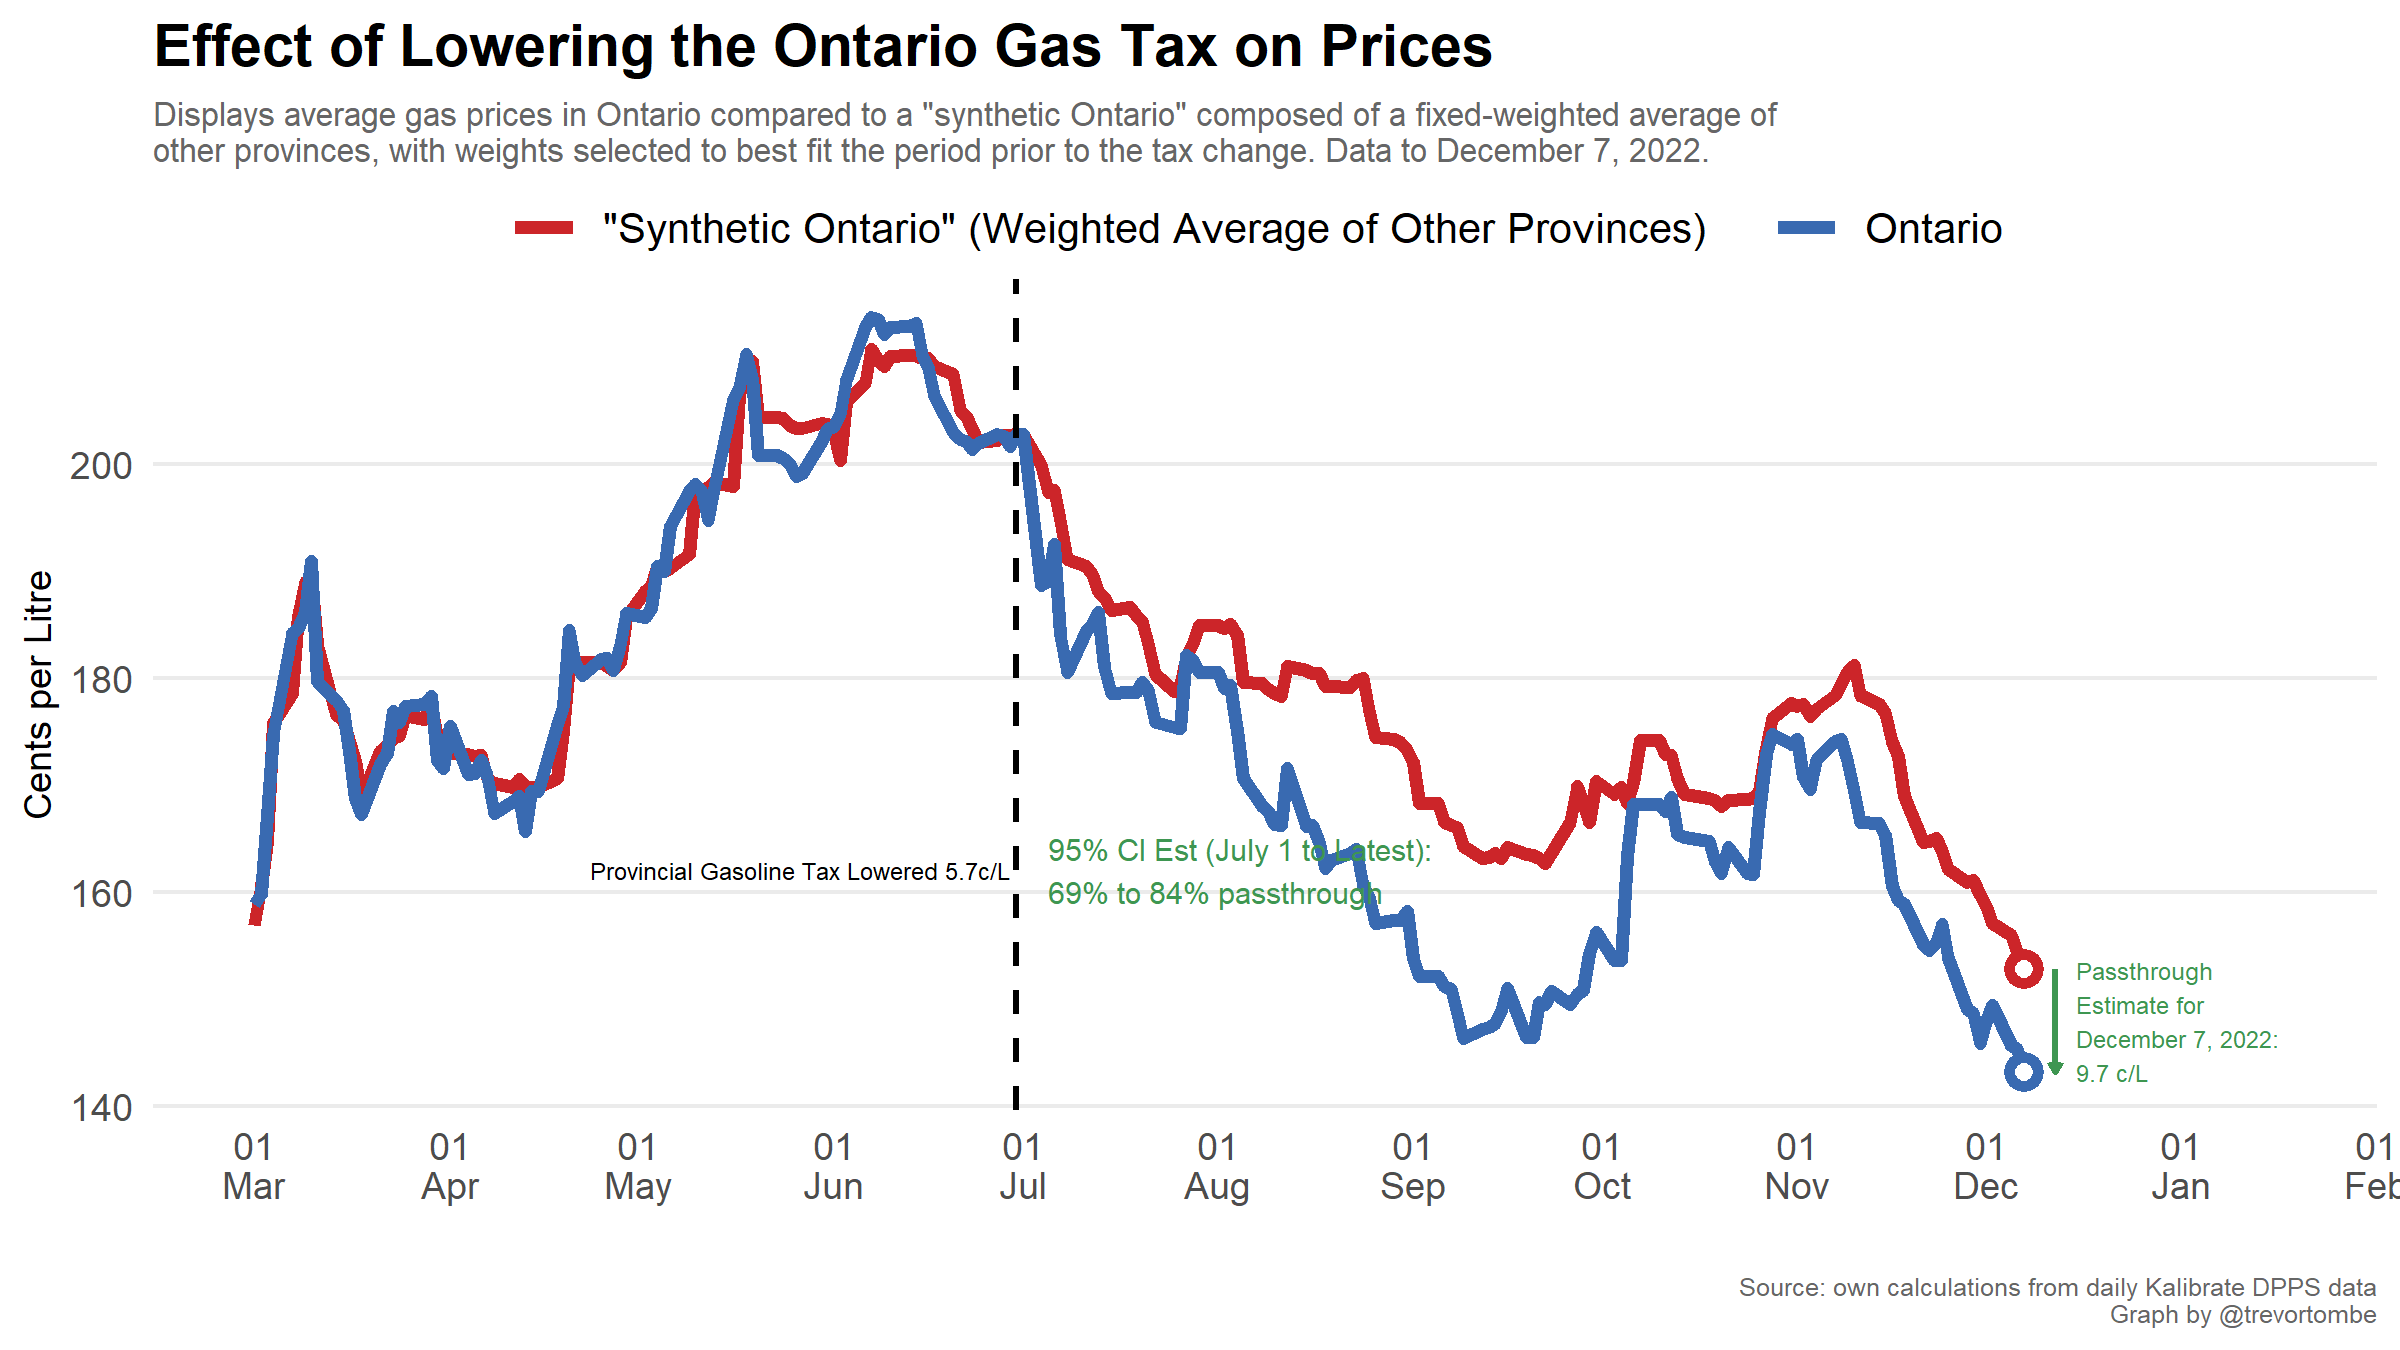 Effect of Lowering the Ontario Gas Tax on Prices
Displays average gas prices in Ontario compared to a "synthetic Ontario" composed of a fixed-weighted average of
other provinces, with weights selected to best fit the period prior to the tax change. Data to December 7, 2022.
"Synthetic Ontario" (Weighted Average of Other Provinces)
Ontario
Cents per Litre
200
180
160
140
Provincial Gasoline Tax Lowered 5.7c/L
95% CI Est (July 1 to Latest):
69% to 84% passthrough
Passthrough
Estimate for
December 7, 2022:
9.7 c/L
01 Mar
01 Apr
01 May
01 Jun
01 Jul
01 Aug
01 Sep
01 Oct
01 Nov
01 Dec
01 Jan
01 Feb
Source: own calculations from daily Kalibrate DPPS data
Graph by @trevortombe